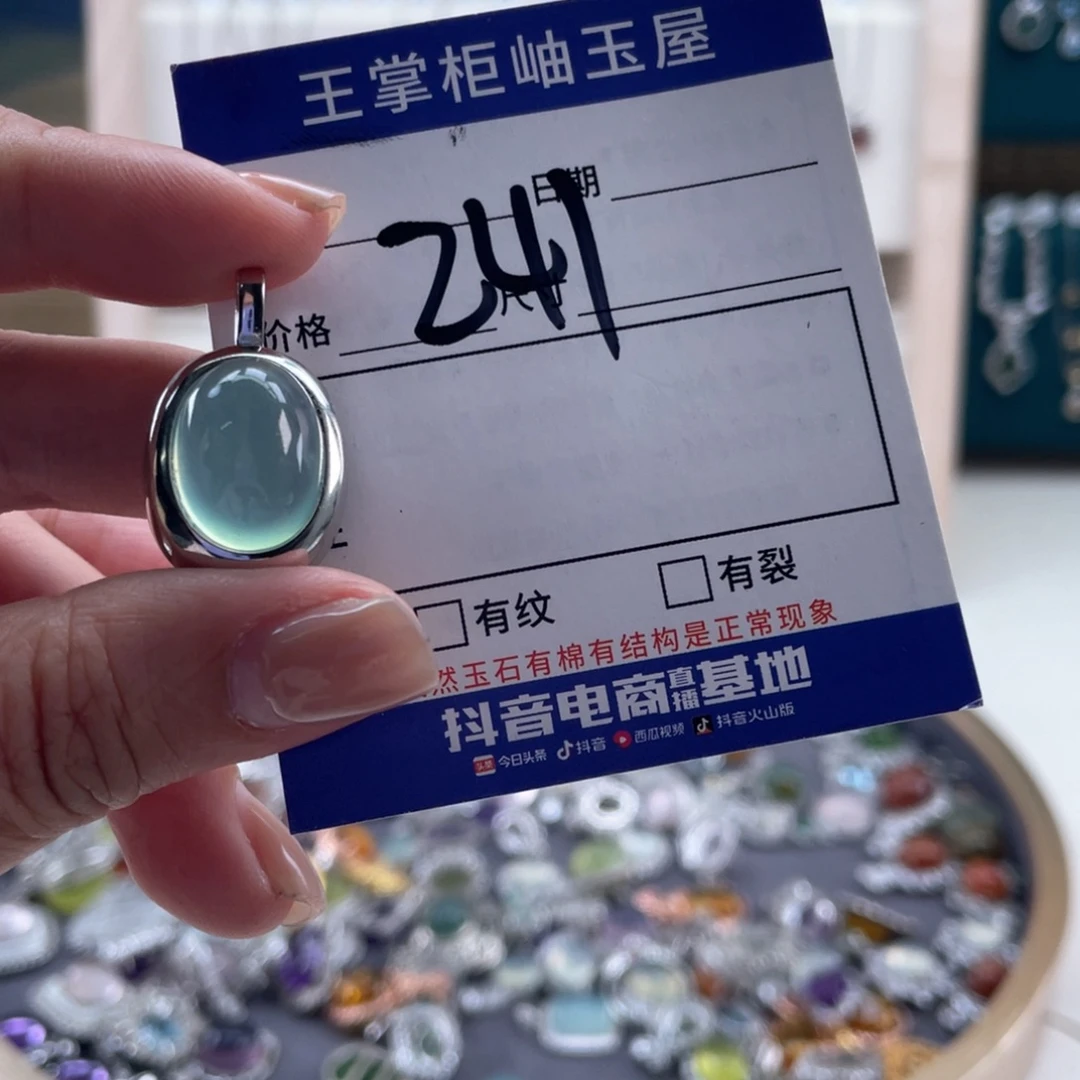 王掌柜岫玉屋
日期
241
价格
有纹 有裂
然玉石有棉有结构是正常现象
抖音电商直播基地
头条 今日头条 抖音 西瓜视频 抖音火山版